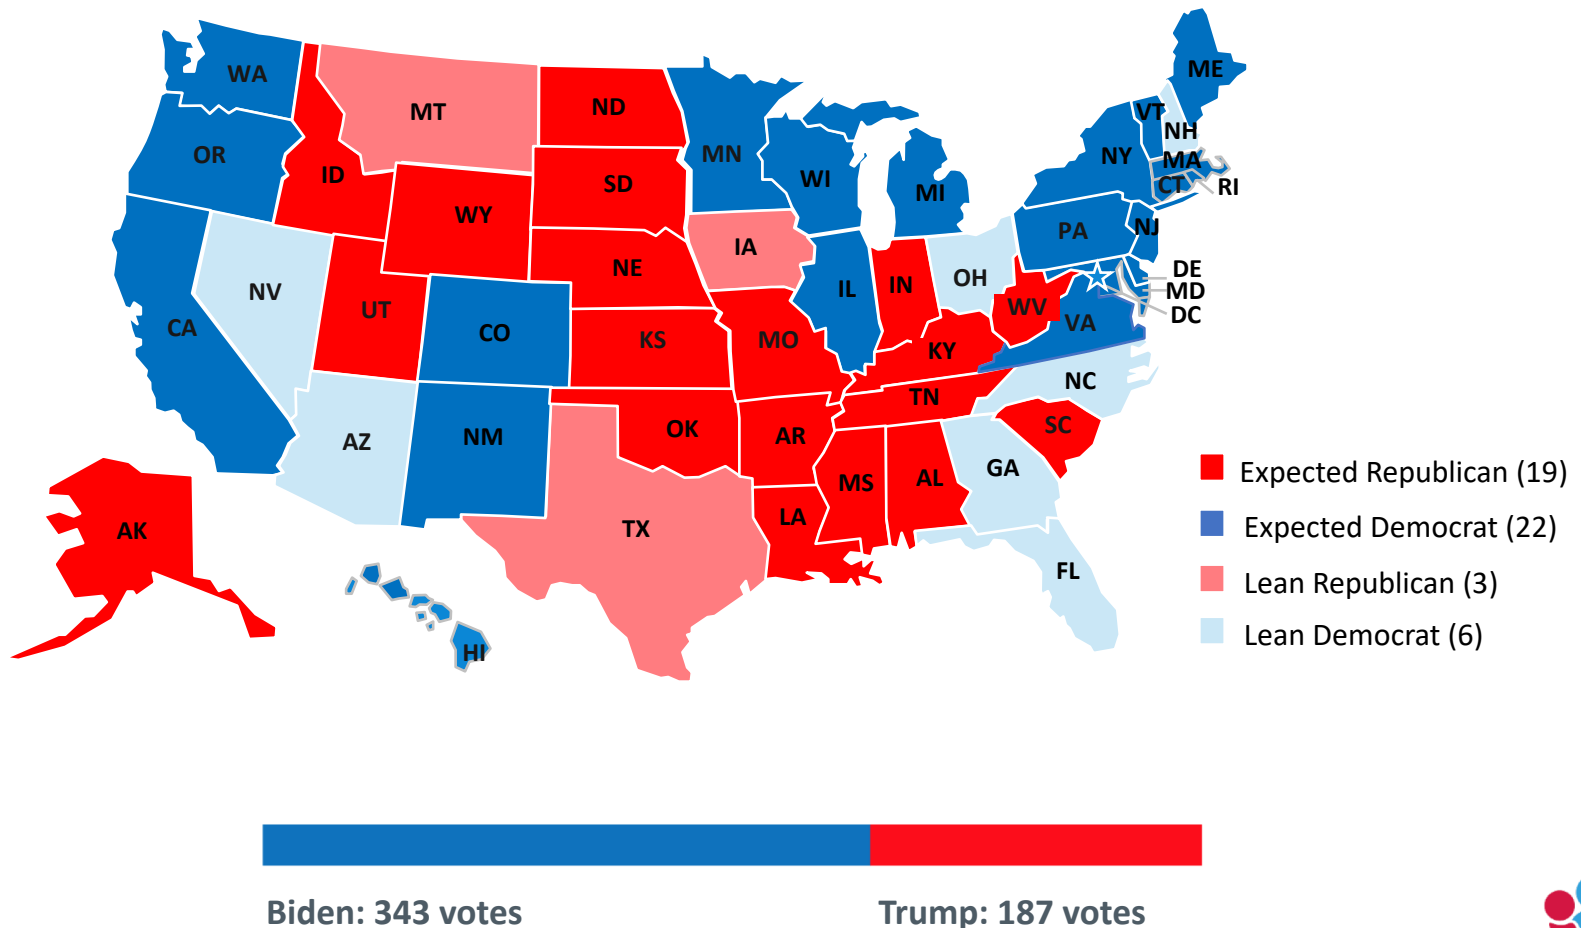 WA
ME
MT
ND
VT
NH
OR
MN
NY
MA
ID
SD
WI
MI
CT
RI
WY
PA
NJ
IA
NE
DE
OH
NV
IL
IN
MD
UT
WV
DC
CA
CO
KS
MO
KY
VA
NC
TN
AZ
NM
OK
AR
SC
MS
AL
GA
LA
TX
AK
FL
HI
Expected Republican (19)
Expected Democrat (22)
Lean Republican (3)
Lean Democrat (6)
Biden: 343 votes
Trump: 187 votes